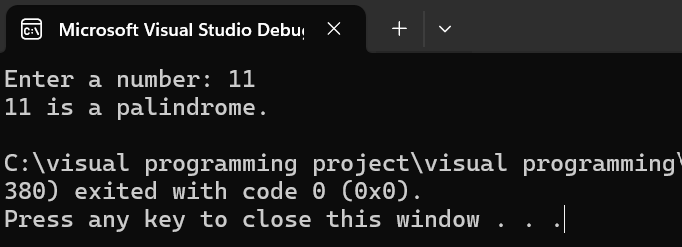 Microsoft Visual Studio Debu
Enter a number: 11
11 is a palindrome.
C:\visual programming project\visual programming\
380) exited with code 0 (0x0).
Press any key to close this window . . .